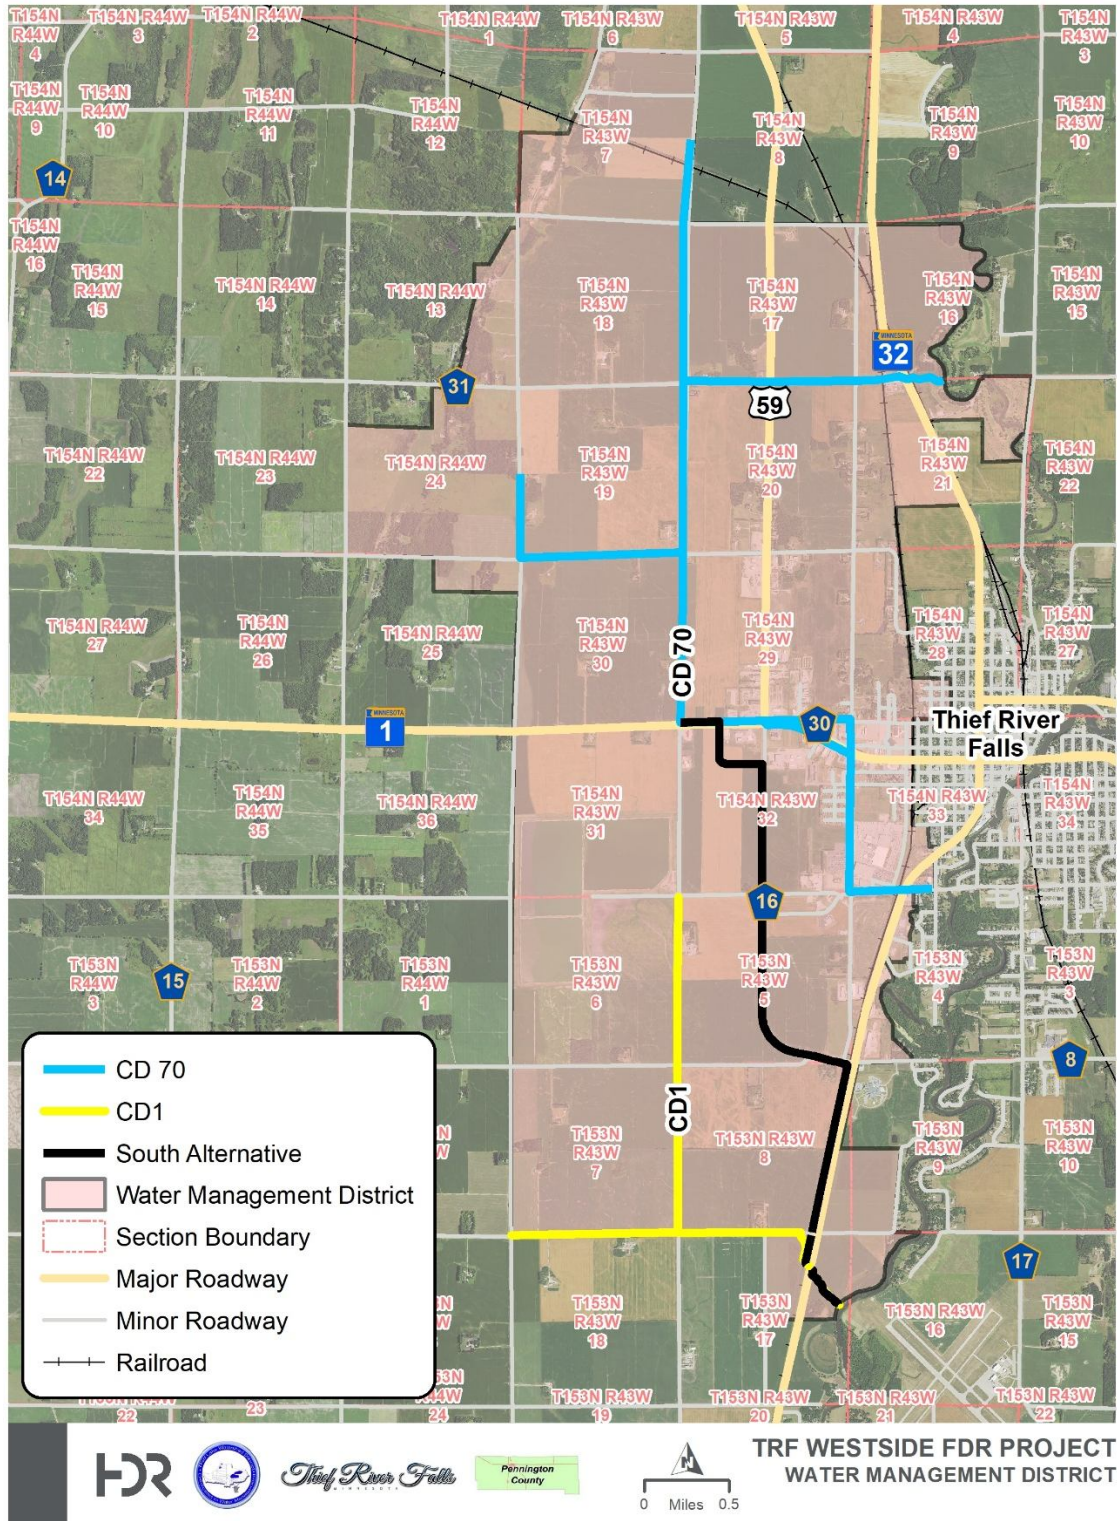 T154N R44W 4
T154N R44W 3
T154N R44W 2
T154N R44W 1
T154N R43W 6
T154N R43W 5
T154N R43W 4
T154N R43W 3
T154N R44W 9
T154N R44W 10
T154N R44W 11
T154N R44W 12
T154N R43W 7
T154N R43W 8
T154N R43W 9
T154N R43W 10
14
T154N R44W 16
T154N R44W 15
T154N R44W 14
T154N R44W 13
T154N R43W 18
T154N R43W 17
T154N R43W 16
T154N R43W 15
MINNESOTA
32
31
59
T154N R44W 22
T154N R44W 23
T154N R44W 24
T154N R43W 19
T154N R43W 20
T154N R43W 21
T154N R43W 22
T154N R44W 27
T154N R44W 26
T154N R44W 25
T154N R43W 30
T154N R43W 29
T154N R43W 28
T154N R43W 27
CD 70
MINNESOTA
1
30
Thief River
Falls
T154N R44W 34
T154N R44W 35
T154N R44W 36
T154N R43W 31
T154N R43W 32
T154N R43W 33
T154N R43W 34
16
T153N R44W 3
15
T153N R44W 2
T153N R44W 1
T153N R43W 6
T153N R43W 5
T153N R43W 4
T153N R43W 3
8
CD1
T153N R43W 7
T153N R43W 8
T153N R43W 9
T153N R43W 10
17
T153N R43W 18
T153N R43W 17
T153N R43W 16
T153N R43W 15
22
23
24
T153N R43W 19
T153N R43W 20
T153N R43W 21
T153N R43W 22
CD 70
CD1
South Alternative
Water Management District
Section Boundary
Major Roadway
Minor Roadway
Railroad
HDR
Thief River Falls
MINNESOTA
Pennington
County
N
0 Miles 0.5
TRF WESTSIDE FDR PROJECT
WATER MANAGEMENT DISTRICT